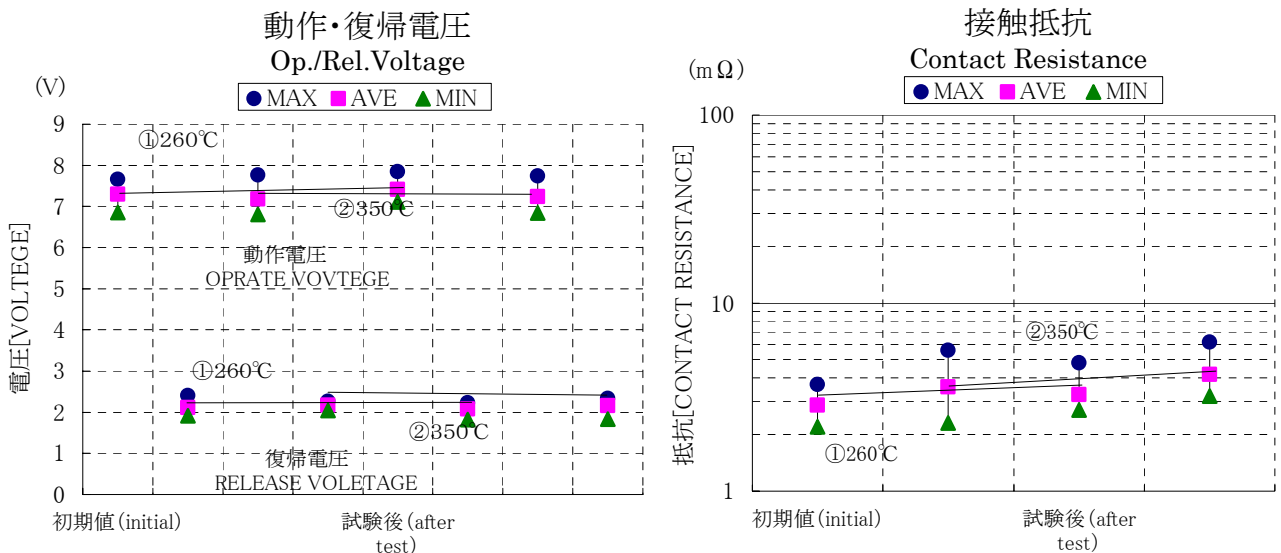 動作・復帰電圧
Op./Rel.Voltage
(V)
MAX AVE MIN
9
8
7
6
5
4
3
2
1
0
電圧[VOLTEGE]
①260℃
②350℃
動作電圧
OPRATE VOVTEGE
①260℃
②350℃
復帰電圧
RELEASE VOLETAGE
初期値(initial)
試験後(after
test)
接触抵抗
Contact Resistance
(mΩ)
MAX AVE MIN
100
10
1
抵抗[CONTACT RESISTANCE]
②350℃
①260℃
初期値(initial)
試験後(after
test)